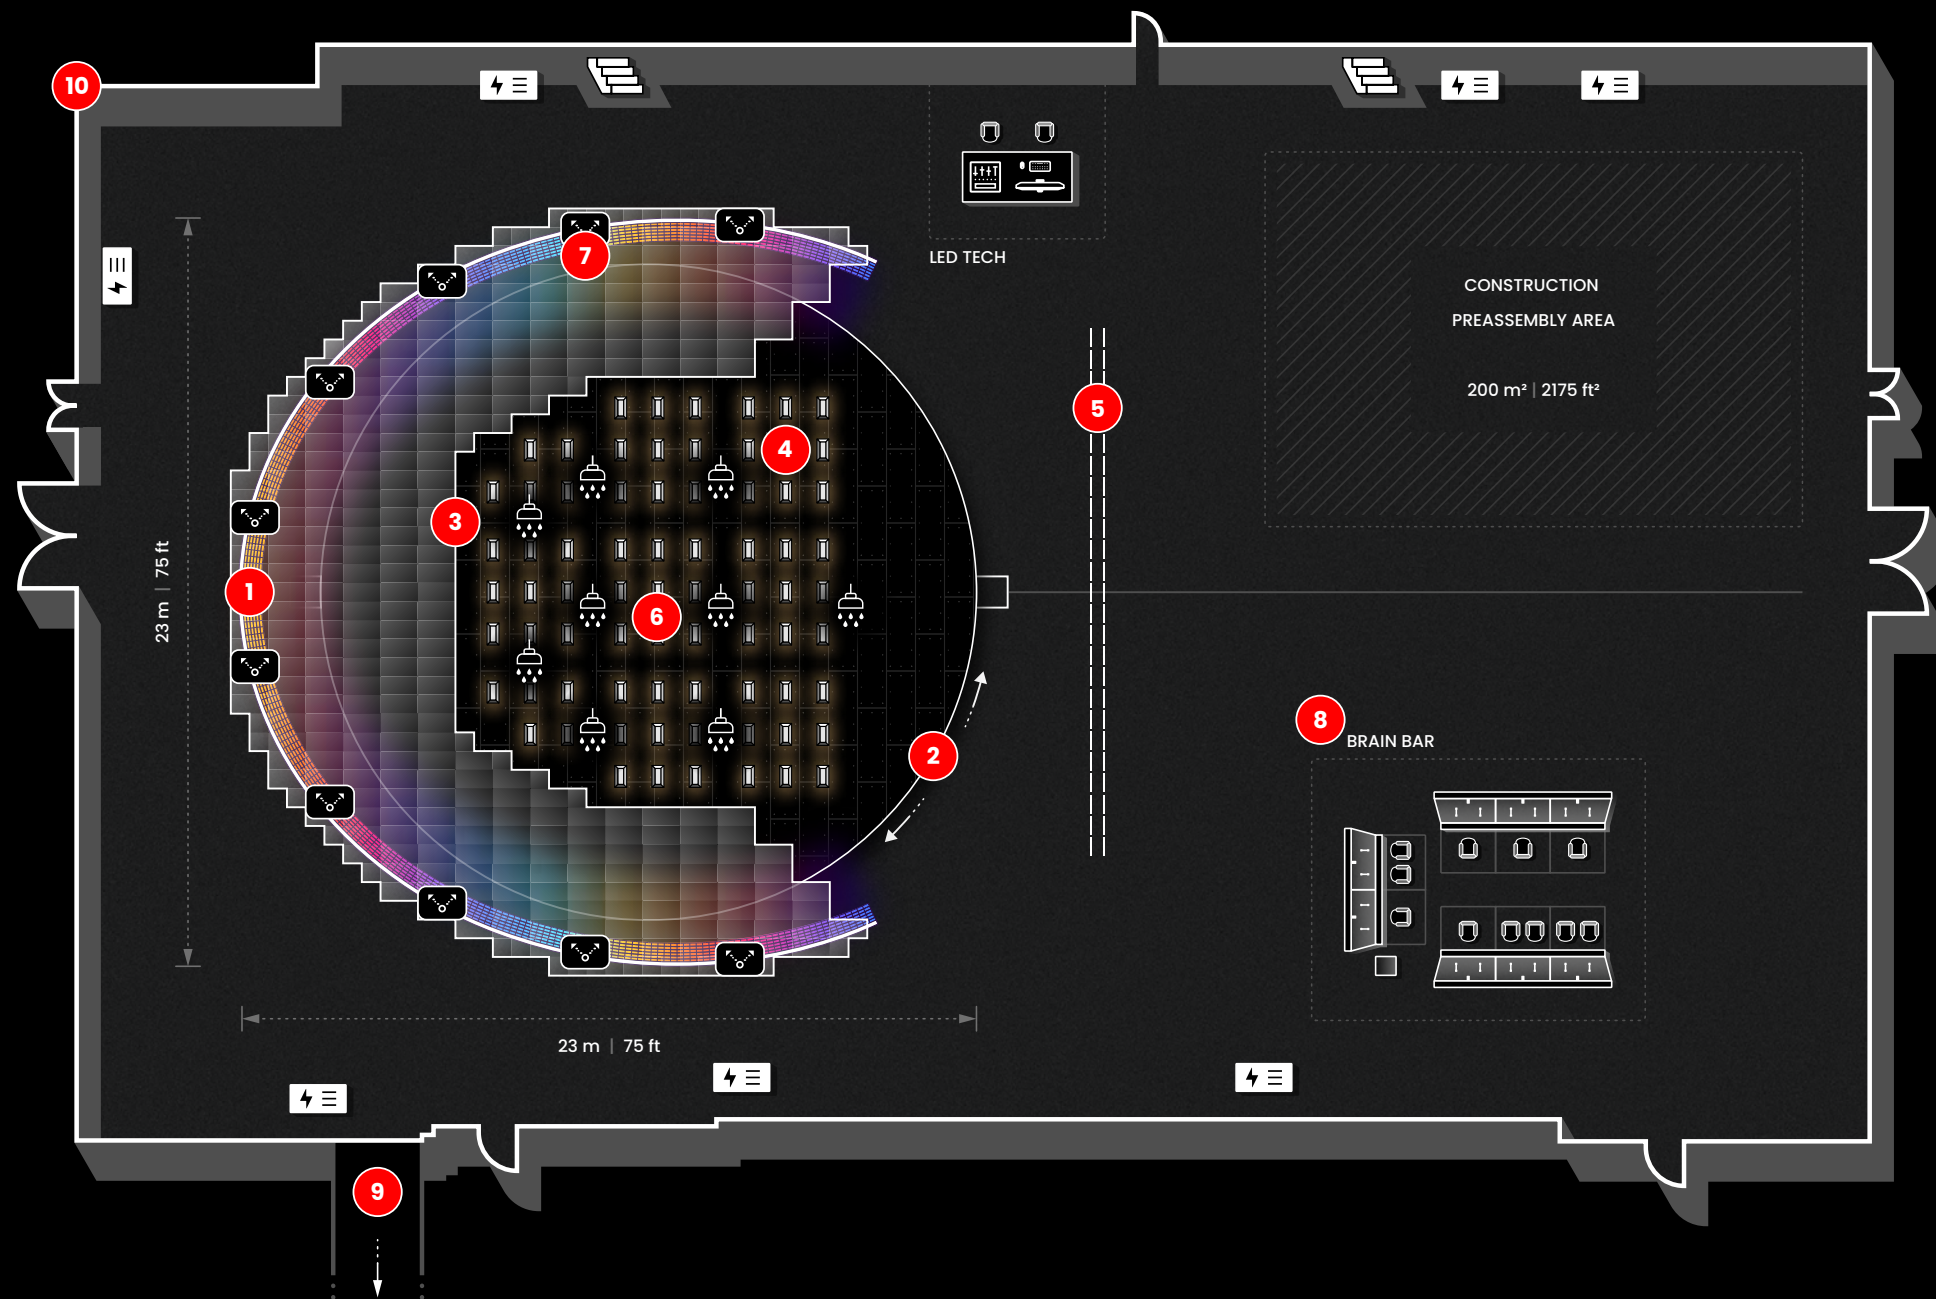 10
7
LED TECH
CONSTRUCTION
PREASSEMBLY AREA
200 m² | 2175 ft²
5
4
3
23 m | 75 ft
1
6
2
8
BRAIN BAR
23 m | 75 ft
9